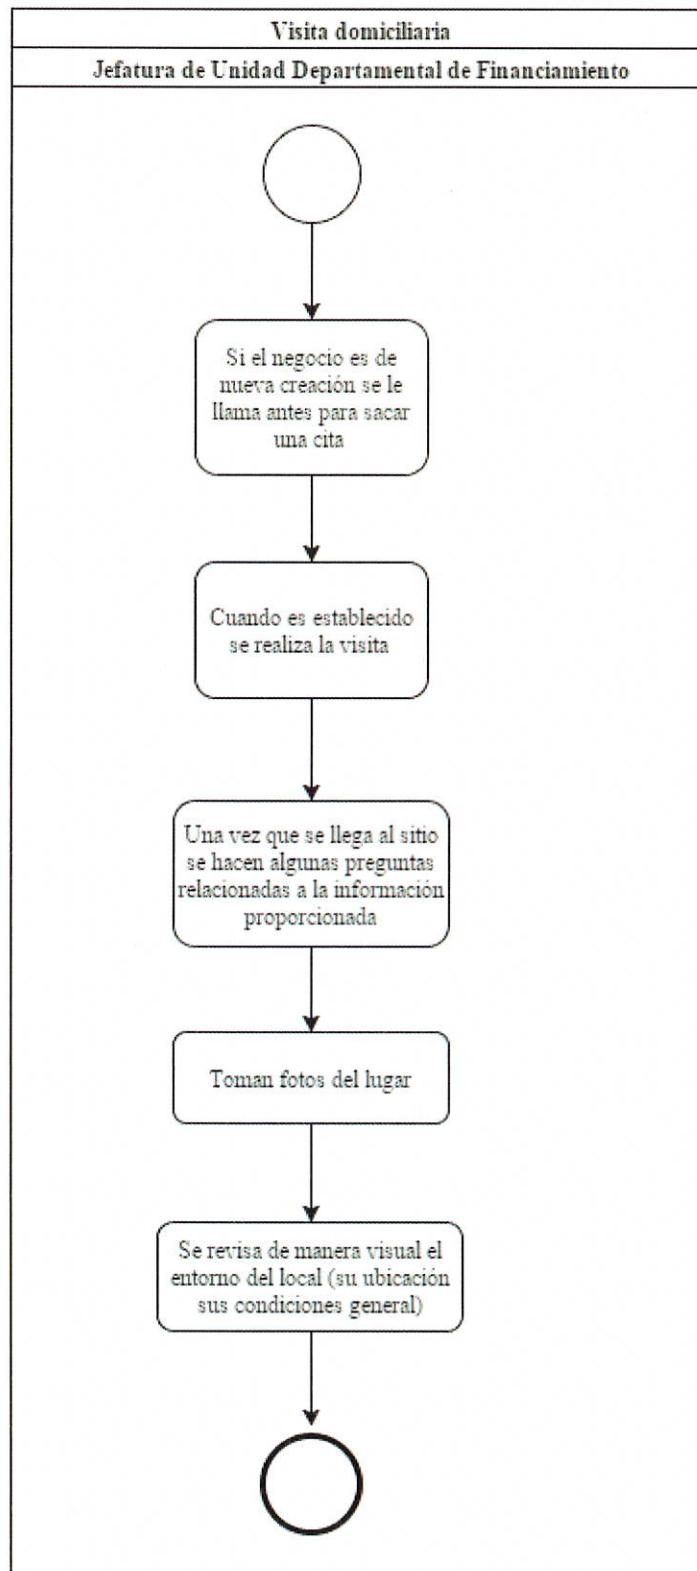 Visita domiciliaria
Jefatura de Unidad Departamental de Financiamiento
Si el negocio es de
nueva creación se le
llama antes para sacar
una cita
Cuando es establecido
se realiza la visita
Una vez que se llega al sitio
se hacen algunas preguntas
relacionadas a la información
proporcionada
Toman fotos del lugar
Se revisa de manera visual el
entorno del local (su ubicación
sus condiciones general)